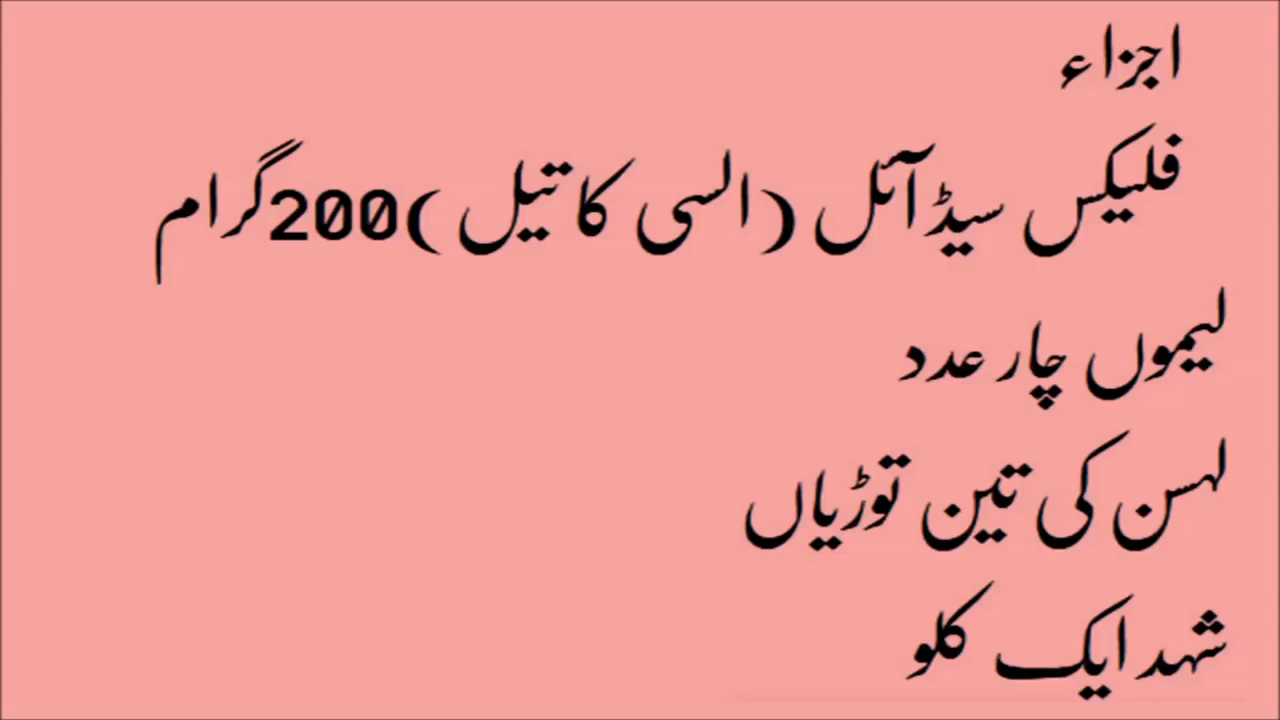 اجزاء
فلیکس سیڈ آئل (السی کا تیل)200گرام
لیموں چار عدد
لہسن کی تین توڑیاں
شہد ایک کلو